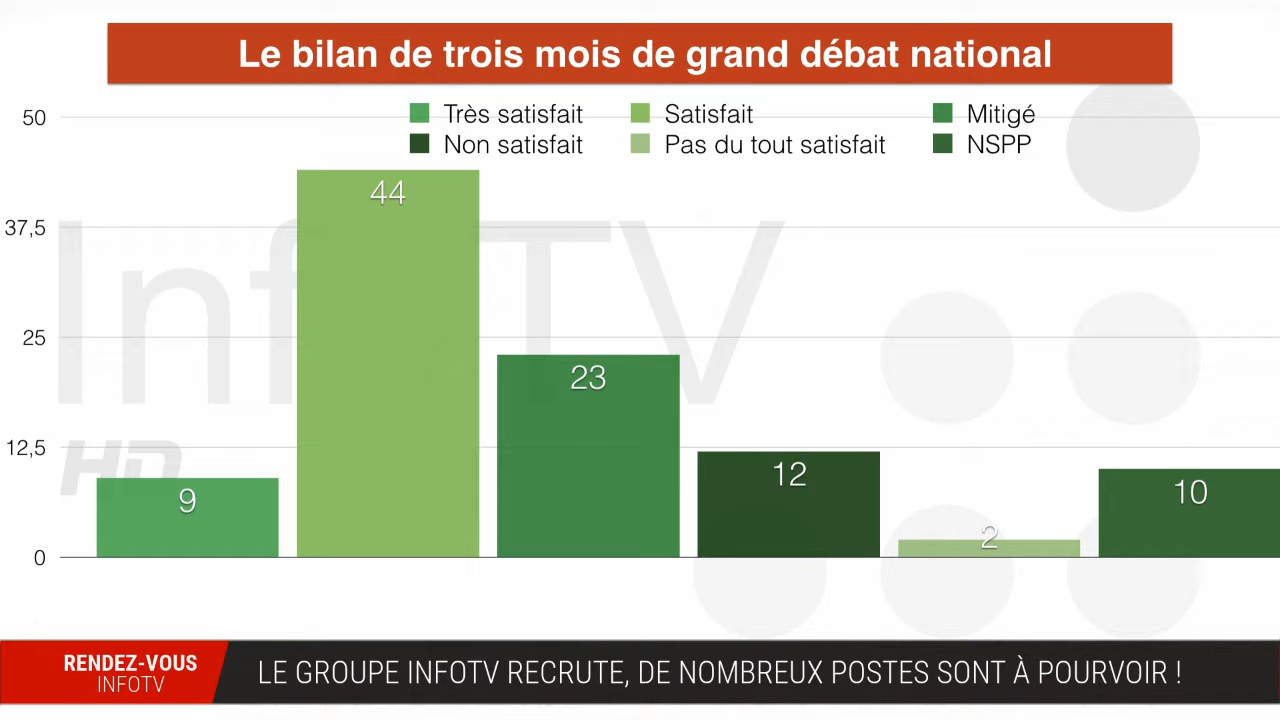 Le bilan de trois mois de grand débat national
Très satisfait Satisfait Mitigé
Non satisfait Pas du tout satisfait NSPP
50
37,5
25
12,5
0
44
23
9
12
2
10
InfoTV
HD
RENDEZ-VOUS
INFOTV
LE GROUPE INFOTV RECRUTE, DE NOMBREUX POSTES SONT À POURVOIR !